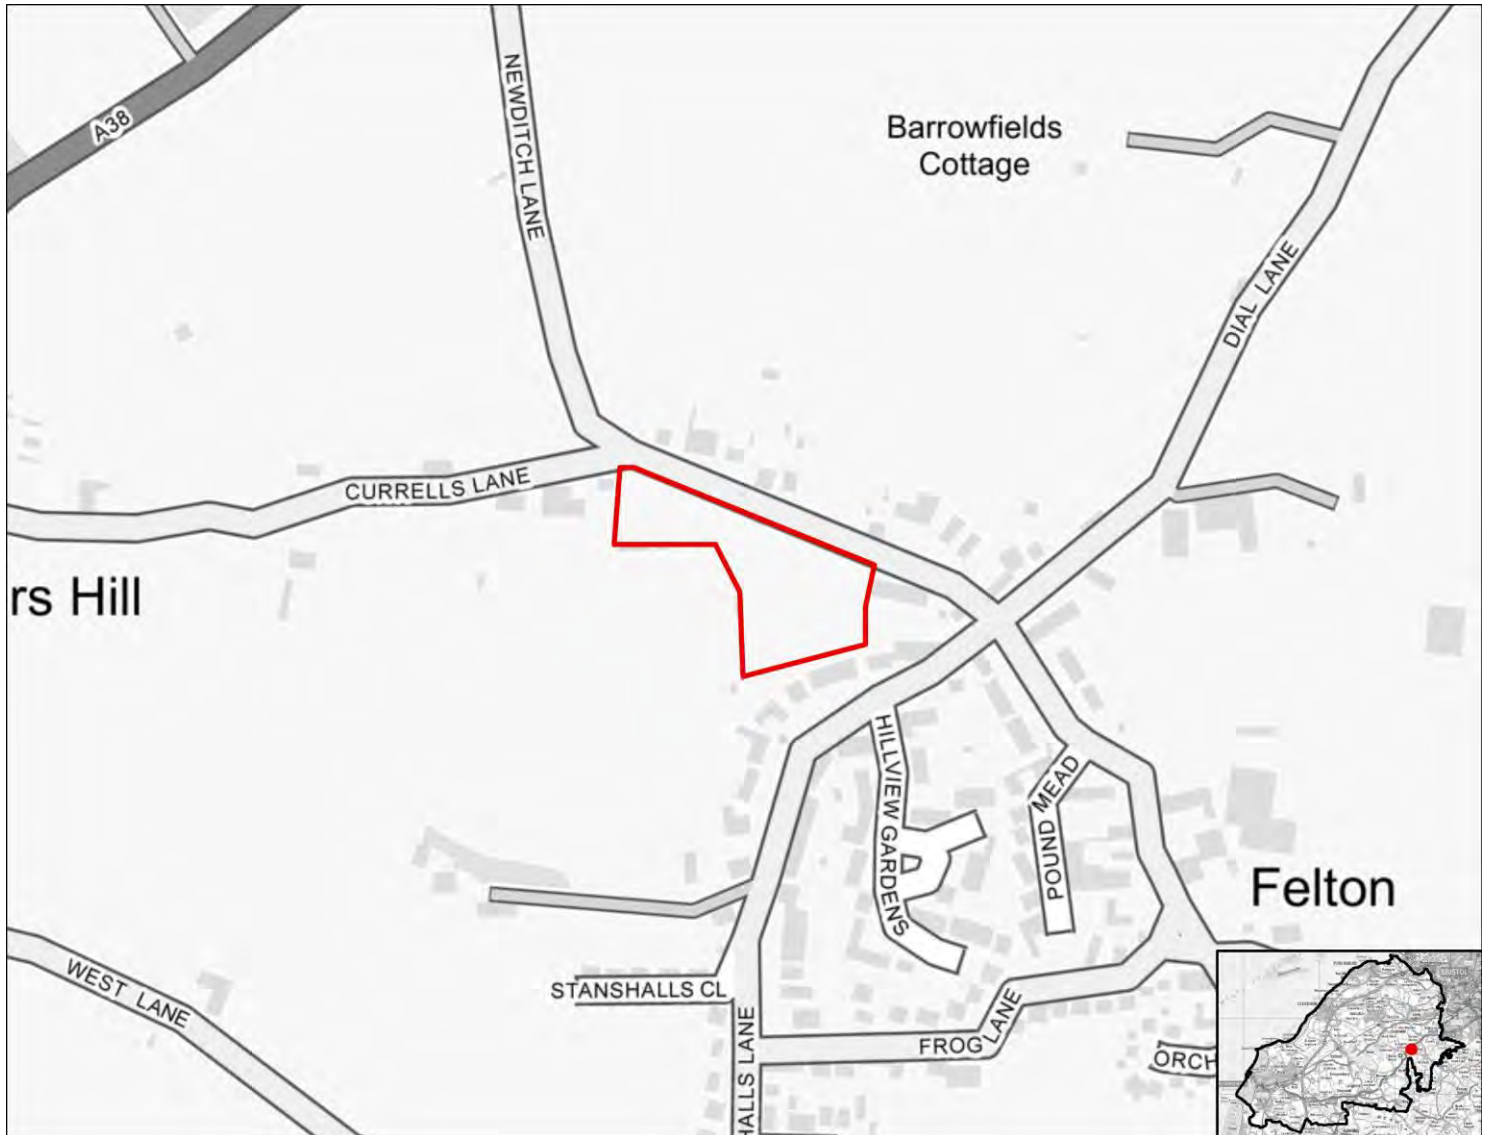 A38
NEWDITCH LANE
Barrowfields
Cottage
DIAL LANE
CURRELLS LANE
rs Hill
HILLVIEW GARDENS
POUND MEAD
Felton
WEST LANE
STANSHALLS CL
HALLS LANE
FROG LANE
ORCH
BRISTOL